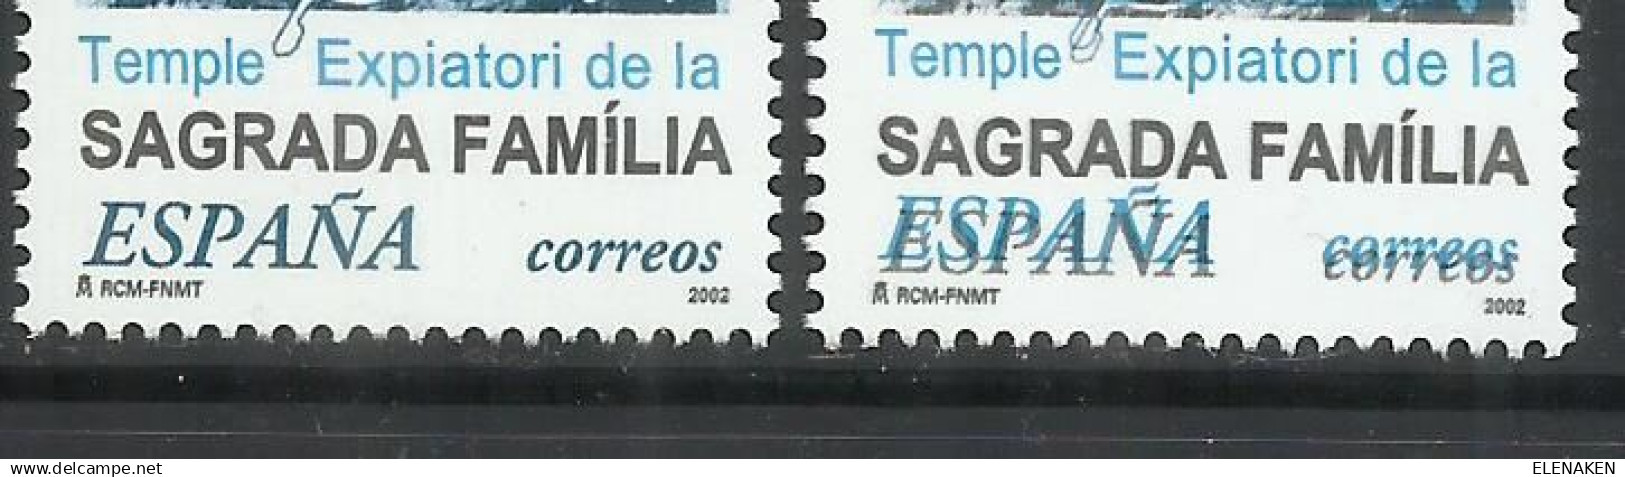 Temple Expiatori de la
SAGRADA FAMÍLIA
ESPAÑA correos
RCM-FNMT 2002
Temple Expiatori de la
SAGRADA FAMÍLIA
ESPAÑA correos
RCM-FNMT 2002
www.delcampe.net ELENAKEN